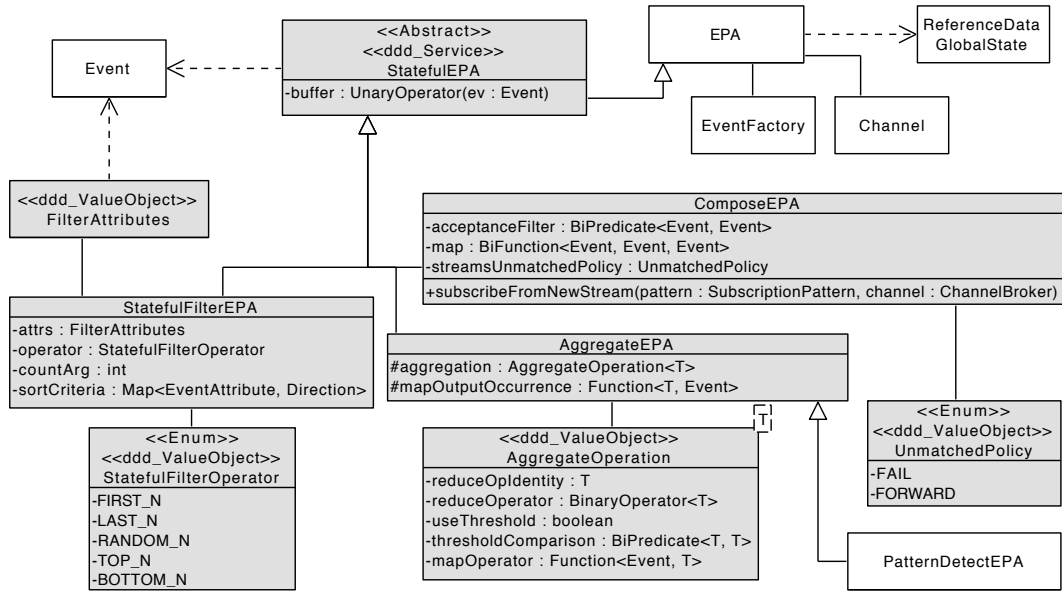 Event
<<Abstract>>
<<ddd_Service>>
StatefulEPA
-buffer : UnaryOperator(ev : Event)
EPA
ReferenceData
GlobalState
EventFactory
Channel
<<ddd_ValueObject>>
FilterAttributes
ComposeEPA
-acceptanceFilter : BiPredicate<Event, Event>
-map : BiFunction<Event, Event, Event>
-streamsUnmatchedPolicy : UnmatchedPolicy
+subscribeFromNewStream(pattern : SubscriptionPattern, channel : ChannelBroker)
StatefulFilterEPA
-attrs : FilterAttributes
-operator : StatefulFilterOperator
-countArg : int
-sortCriteria : Map<EventAttribute, Direction>
AggregateEPA
#aggregation : AggregateOperation<T>
#mapOutputOccurrence : Function<T, Event>
<<Enum>>
<<ddd_ValueObject>>
StatefulFilterOperator
-FIRST_N
-LAST_N
-RANDOM_N
-TOP_N
-BOTTOM_N
T
<<ddd_ValueObject>>
AggregateOperation
-reduceOpIdentity : T
-reduceOperator : BinaryOperator<T>
-useThreshold : boolean
-thresholdComparison : BiPredicate<T, T>
-mapOperator : Function<Event, T>
<<Enum>>
<<ddd_ValueObject>>
UnmatchedPolicy
-FAIL
-FORWARD
PatternDetectEPA